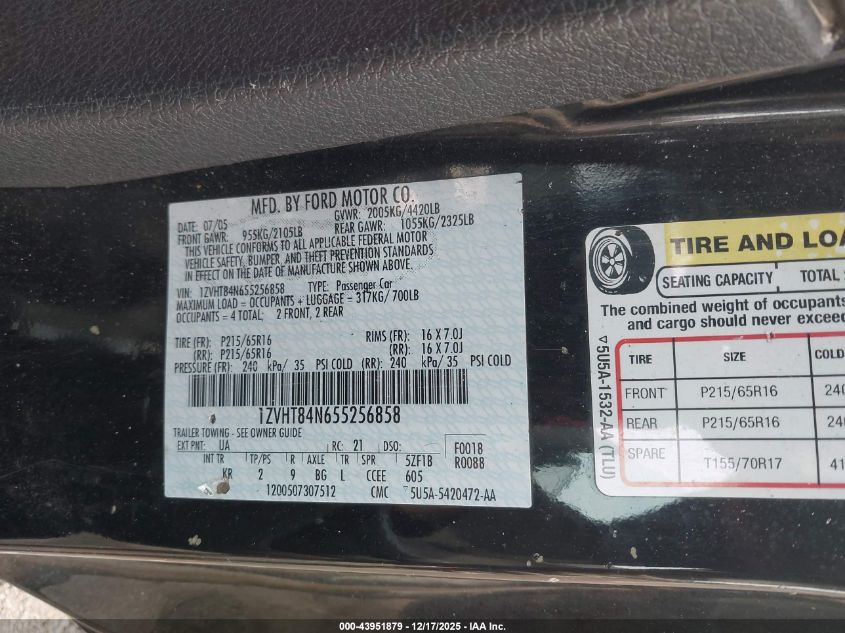 MFD. BY FORD MOTOR CO.
DATE: 07/05 GVWR: 2005KG/4420LB
FRONT GAWR: 955KG/2105LB REAR GAWR: 1055KG/2325LB
THIS VEHICLE CONFORMS TO ALL APPLICABLE FEDERAL MOTOR
VEHICLE SAFETY, BUMPER, AND THEFT PREVENTION STANDARDS
IN EFFECT ON THE DATE OF MANUFACTURE SHOWN ABOVE.
VIN: 1ZVHT84N655256858 TYPE: Passenger Car
MAXIMUM LOAD = OCCUPANTS + LUGGAGE = 317KG/700LB
OCCUPANTS = 4 TOTAL; 2 FRONT, 2 REAR
TIRE (FR): P215/65R16 RIMS (FR): 16 X 7.0J
(RR): P215/65R16 (RR): 16 X 7.0J
PRESSURE (FR): 240 kPa/ 35 PSI COLD (RR): 240 kPa/ 35 PSI COLD
1ZVHT84N655256858
TRAILER TOWING - SEE OWNER GUIDE
EXT PNT: UA RC: 21 DSO: F0018
INT TR TP/PS R AXLE TR SPR 5ZF1B R0088
KR 2 9 BG L CCEE 605
1200507307512 CMC 5U5A-5420472-AA
TIRE AND LOA
SEATING CAPACITY TOTAL
The combined weight of occupants
and cargo should never exceed
5U5A-1532-AA (TLU)
TIRE SIZE COLD
FRONT P215/65R16 240
REAR P215/65R16 240
SPARE T155/70R17 41
000-43951879 - 12/17/2025 - IAA Inc.